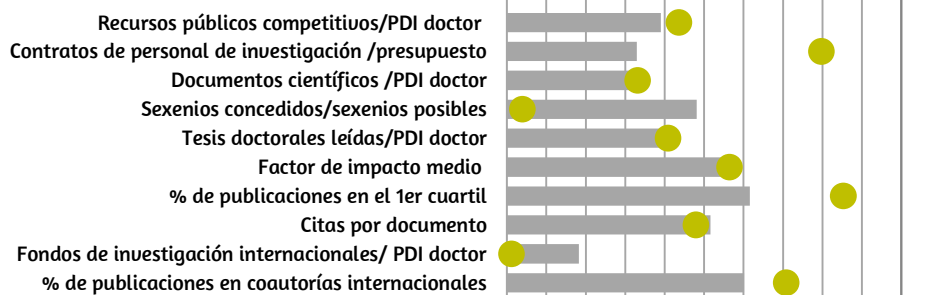 Recursos públicos competitivos/PDI doctor
Contratos de personal de investigación /presupuesto
Documentos científicos /PDI doctor
Sexenios concedidos/sexenios posibles
Tesis doctorales leídas/PDI doctor
Factor de impacto medio
% de publicaciones en el 1er cuartil
Citas por documento
Fondos de investigación internacionales/ PDI doctor
% de publicaciones en coautorías internacionales